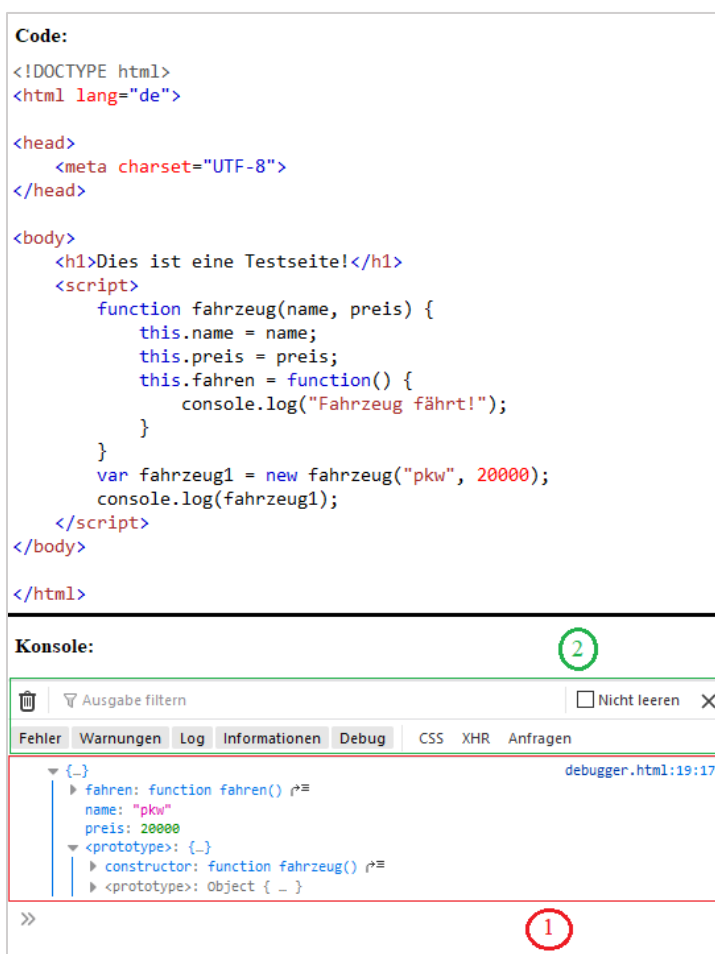 Code:
<!DOCTYPE html>
<html lang="de">
<head>
    <meta charset="UTF-8">
</head>
<body>
    <h1>Dies ist eine Testseite!</h1>
    <script>
        function fahrzeug(name, preis) {
            this.name = name;
            this.preis = preis;
            this.fahren = function() {
                console.log("Fahrzeug fährt!");
            }
        }
        var fahrzeug1 = new fahrzeug("pkw", 20000);
        console.log(fahrzeug1);
    </script>
</body>
</html>
Konsole:
2
Ausgabe filtern Nicht leeren
Fehler Warnungen Log Informationen Debug CSS XHR Anfragen
{…} debugger.html:19:17
fahren: function fahren()
name: "pkw"
preis: 20000
<prototype>: {…}
constructor: function fahrzeug()
<prototype>: Object { … }
»
1